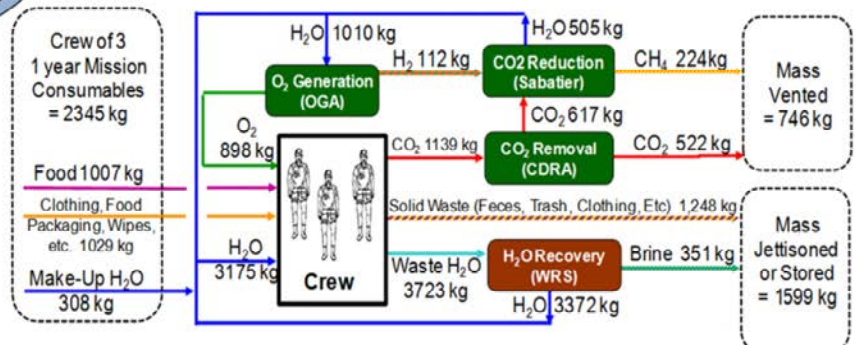 Crew of 3
1 year Mission
Consumables
= 2345 kg
Food 1007 kg
Clothing, Food
Packaging, Wipes,
etc. 1029 kg
Make-Up H₂O
308 kg
H₂O 1010 kg
O₂ Generation
(OGA)
O₂
898 kg
H₂O
3175 kg
Crew
H₂ 112 kg
H₂O 505 kg
CO2 Reduction
(Sabatier)
CO₂ 617 kg
CO₂ 1139 kg
CO₂ Removal
(CDRA)
Solid Waste (Feces, Trash, Clothing, Etc) 1,248 kg
Waste H₂O
3723 kg
H₂O Recovery
(WRS)
H₂O 3372 kg
CH₄ 224kg
CO₂ 522 kg
Brine 351 kg
Mass
Vented
= 746 kg
Mass
Jettisoned
or Stored
= 1599 kg